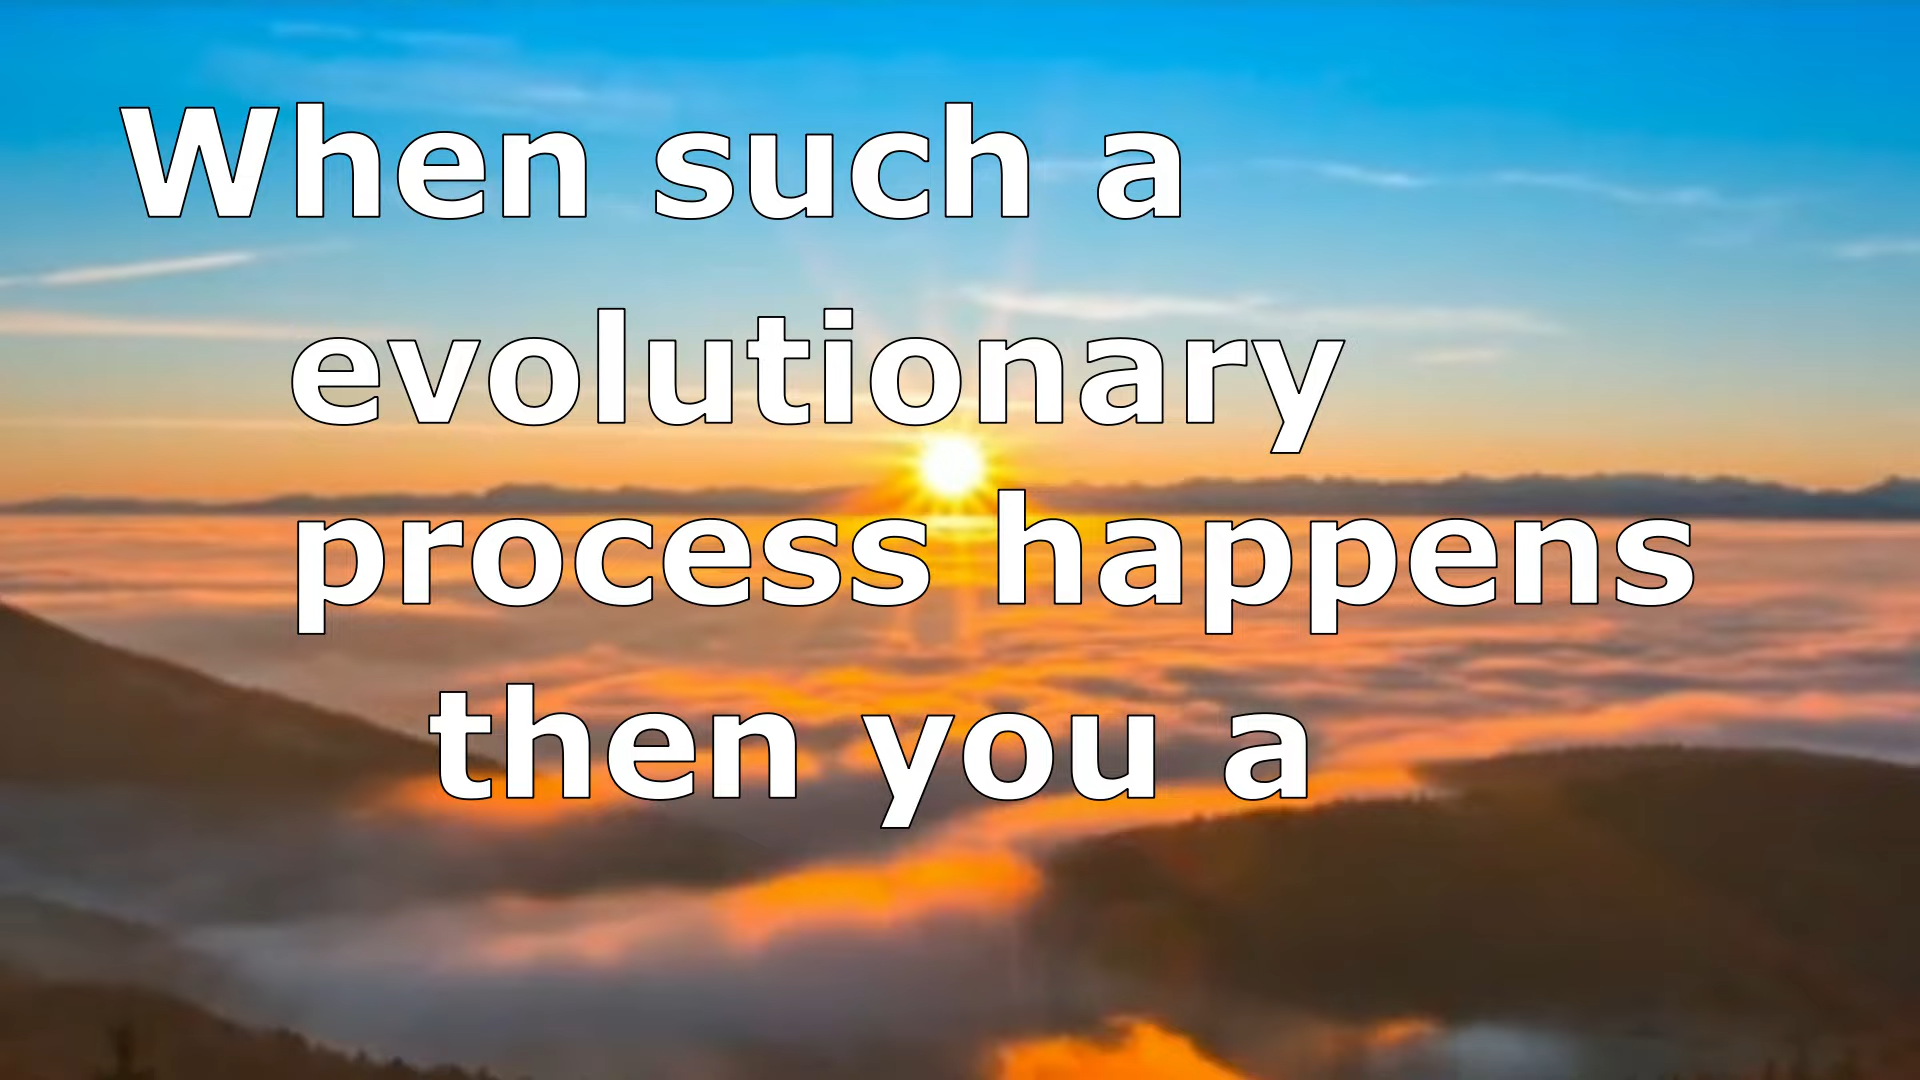 When such a
evolutionary
process happens
then you a